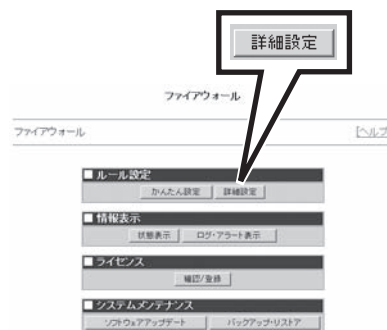 詳細設定
ファイアウォール
ファイアウォール [ヘルプ
■ ルール設定
かんたん設定 詳細設定
■ 情報表示
状態表示 ログ・アラート表示
■ ライセンス
確認/登録
■ システムメンテナンス
ソフトウェアアップデート バックアップ・リストア